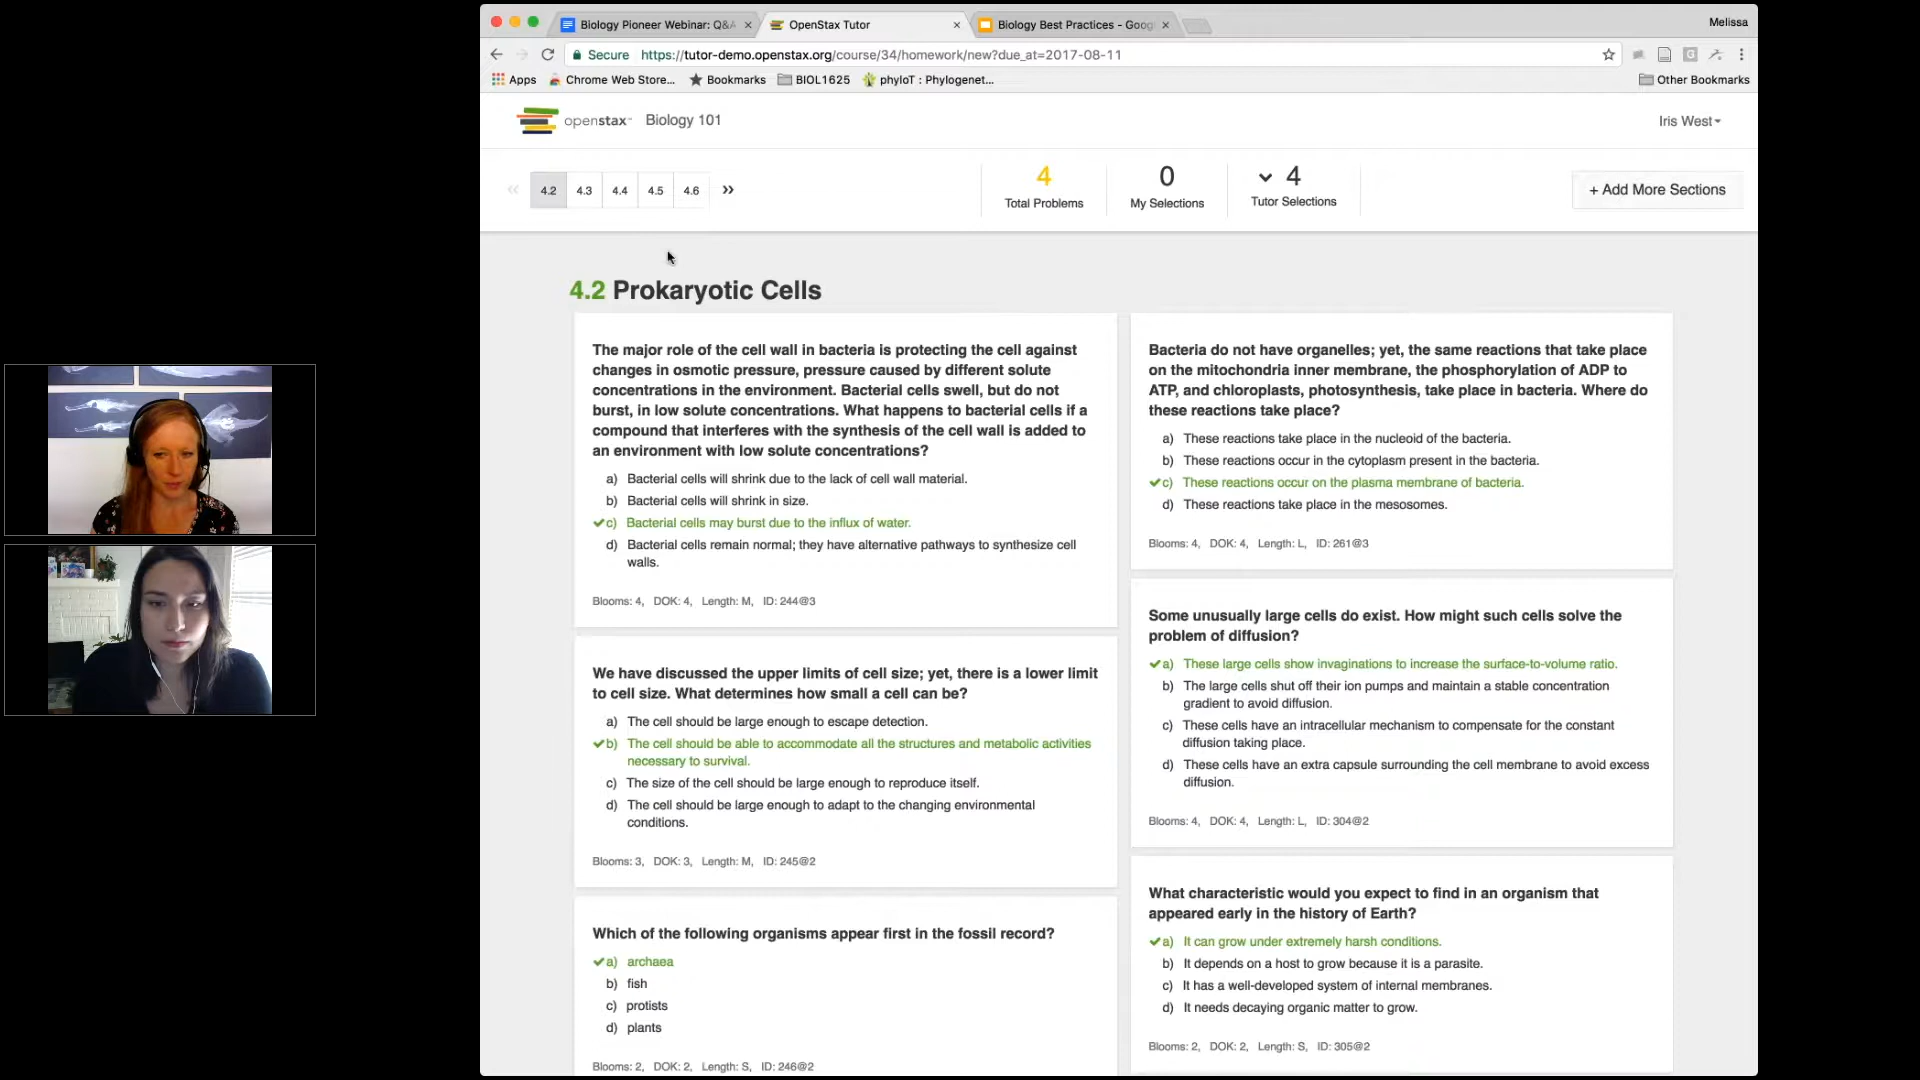 Biology Pioneer Webinar: Q&A
OpenStax Tutor
Biology Best Practices - Goog
Melissa
Secure
https://tutor-demo.openstax.org/course/34/homework/new?due_at=2017-08-11
Apps
Chrome Web Store...
Bookmarks
BIOL1625
phyloT : Phylogenet...
Other Bookmarks
openstax™ Biology 101
Iris West
« 4.2 4.3 4.4 4.5 4.6 »
4
Total Problems
0
My Selections
4
Tutor Selections
+ Add More Sections
4.2 Prokaryotic Cells
The major role of the cell wall in bacteria is protecting the cell against
changes in osmotic pressure, pressure caused by different solute
concentrations in the environment. Bacterial cells swell, but do not
burst, in low solute concentrations. What happens to bacterial cells if a
compound that interferes with the synthesis of the cell wall is added to
an environment with low solute concentrations?
a) Bacterial cells will shrink due to the lack of cell wall material.
b) Bacterial cells will shrink in size.
✓c) Bacterial cells may burst due to the influx of water.
d) Bacterial cells remain normal; they have alternative pathways to synthesize cell
walls.
Blooms: 4, DOK: 4, Length: M, ID: 244@3
We have discussed the upper limits of cell size; yet, there is a lower limit
to cell size. What determines how small a cell can be?
a) The cell should be large enough to escape detection.
✓b) The cell should be able to accommodate all the structures and metabolic activities
necessary to survival.
c) The size of the cell should be large enough to reproduce itself.
d) The cell should be large enough to adapt to the changing environmental
conditions.
Blooms: 3, DOK: 3, Length: M, ID: 245@2
Which of the following organisms appear first in the fossil record?
✓a) archaea
b) fish
c) protists
d) plants
Blooms: 2, DOK: 2, Length: S, ID: 246@2
Bacteria do not have organelles; yet, the same reactions that take place
on the mitochondria inner membrane, the phosphorylation of ADP to
ATP, and chloroplasts, photosynthesis, take place in bacteria. Where do
these reactions take place?
a) These reactions take place in the nucleoid of the bacteria.
b) These reactions occur in the cytoplasm present in the bacteria.
✓c) These reactions occur on the plasma membrane of bacteria.
d) These reactions take place in the mesosomes.
Blooms: 4, DOK: 4, Length: L, ID: 261@3
Some unusually large cells do exist. How might such cells solve the
problem of diffusion?
✓a) These large cells show invaginations to increase the surface-to-volume ratio.
b) The large cells shut off their ion pumps and maintain a stable concentration
gradient to avoid diffusion.
c) These cells have an intracellular mechanism to compensate for the constant
diffusion taking place.
d) These cells have an extra capsule surrounding the cell membrane to avoid excess
diffusion.
Blooms: 4, DOK: 4, Length: L, ID: 304@2
What characteristic would you expect to find in an organism that
appeared early in the history of Earth?
✓a) It can grow under extremely harsh conditions.
b) It depends on a host to grow because it is a parasite.
c) It has a well-developed system of internal membranes.
d) It needs decaying organic matter to grow.
Blooms: 2, DOK: 2, Length: S, ID: 305@2